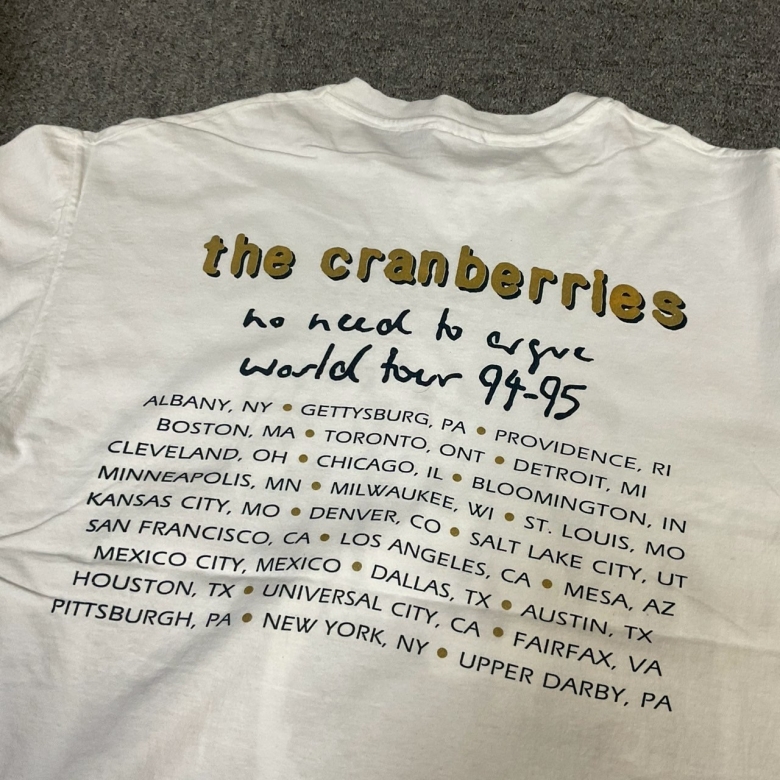 the cranberries
no need to argue
world tour 94-95
ALBANY, NY • GETTYSBURG, PA • PROVIDENCE, RI
BOSTON, MA • TORONTO, ONT • DETROIT, MI
CLEVELAND, OH • CHICAGO, IL • BLOOMINGTON, IN
MINNEAPOLIS, MN • MILWAUKEE, WI • ST. LOUIS, MO
KANSAS CITY, MO • DENVER, CO • SALT LAKE CITY, UT
SAN FRANCISCO, CA • LOS ANGELES, CA • MESA, AZ
MEXICO CITY, MEXICO • DALLAS, TX • AUSTIN, TX
HOUSTON, TX • UNIVERSAL CITY, CA • FAIRFAX, VA
PITTSBURGH, PA • NEW YORK, NY • UPPER DARBY, PA